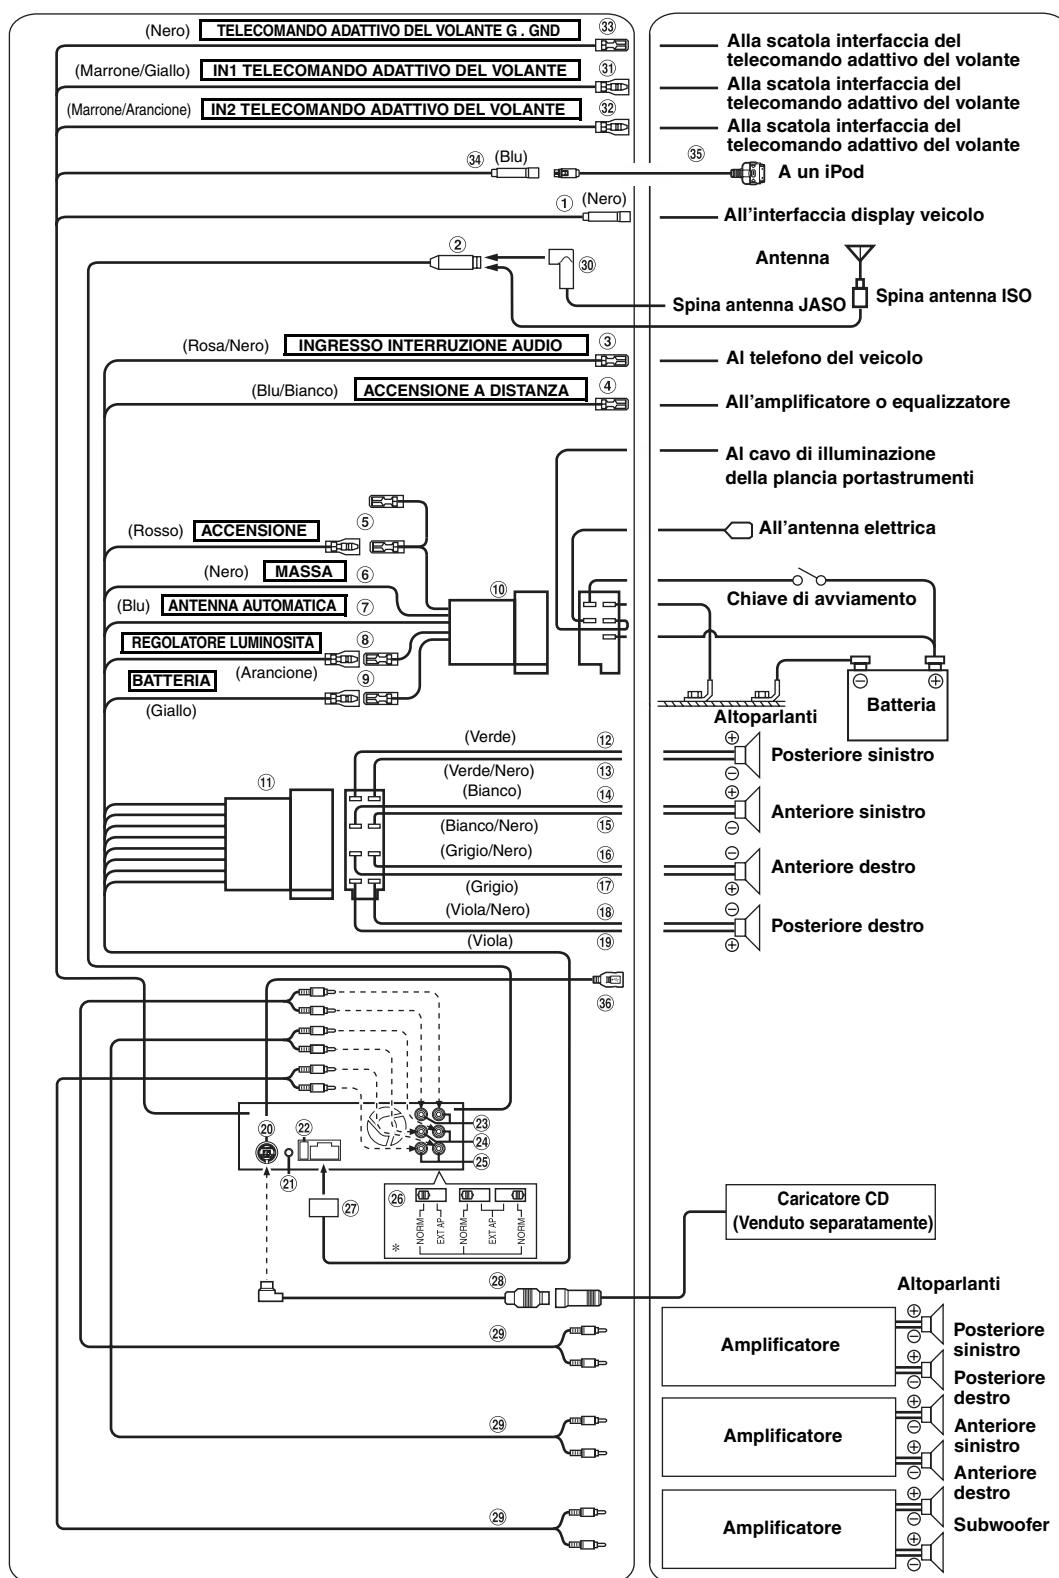 (Nero) TELECOMANDO ADATTIVO DEL VOLANTE G . GND ㉝
Alla scatola interfaccia del
telecomando adattivo del volante
(Marrone/Giallo) IN1 TELECOMANDO ADATTIVO DEL VOLANTE ㉛
Alla scatola interfaccia del
telecomando adattivo del volante
(Marrone/Arancione) IN2 TELECOMANDO ADATTIVO DEL VOLANTE ㉜
Alla scatola interfaccia del
telecomando adattivo del volante
㉞ (Blu) ㉟ A un iPod
① (Nero) All'interfaccia display veicolo
②
㉚
Antenna
Spina antenna JASO
Spina antenna ISO
(Rosa/Nero) INGRESSO INTERRUZIONE AUDIO ③ Al telefono del veicolo
(Blu/Bianco) ACCENSIONE A DISTANZA ④ All'amplificatore o equalizzatore
Al cavo di illuminazione
della plancia portastrumenti
(Rosso) ACCENSIONE ⑤
All'antenna elettrica
(Nero) MASSA ⑥
⑩
(Blu) ANTENNA AUTOMATICA ⑦
Chiave di avviamento
REGOLATORE LUMINOSITA ⑧
(Arancione)
BATTERIA ⑨
(Giallo)
⊖ ⊕
Batteria
Altoparlanti
⑪
(Verde) ⑫ ⊕
Posteriore sinistro
(Verde/Nero) ⑬ ⊖
(Bianco) ⑭ ⊕
Anteriore sinistro
(Bianco/Nero) ⑮ ⊖
(Grigio/Nero) ⑯ ⊖
Anteriore destro
(Grigio) ⑰ ⊕
(Viola/Nero) ⑱ ⊖
Posteriore destro
(Viola) ⑲ ⊕
㊱
⑳ ㉒ ㉓
㉔
㉑ ㉕
㉖ ㉗
NORM
EXT AP
NORM
EXT AP
NORM
※
Caricatore CD
(Venduto separatamente)
㉘
Altoparlanti
㉙
Amplificatore
⊕
⊖
Posteriore
sinistro
⊕
⊖
Posteriore
destro
㉙
Amplificatore
⊕
⊖
Anteriore
sinistro
⊕
⊖
Anteriore
destro
㉙
Amplificatore
⊕
⊖
Subwoofer
⊕
⊖